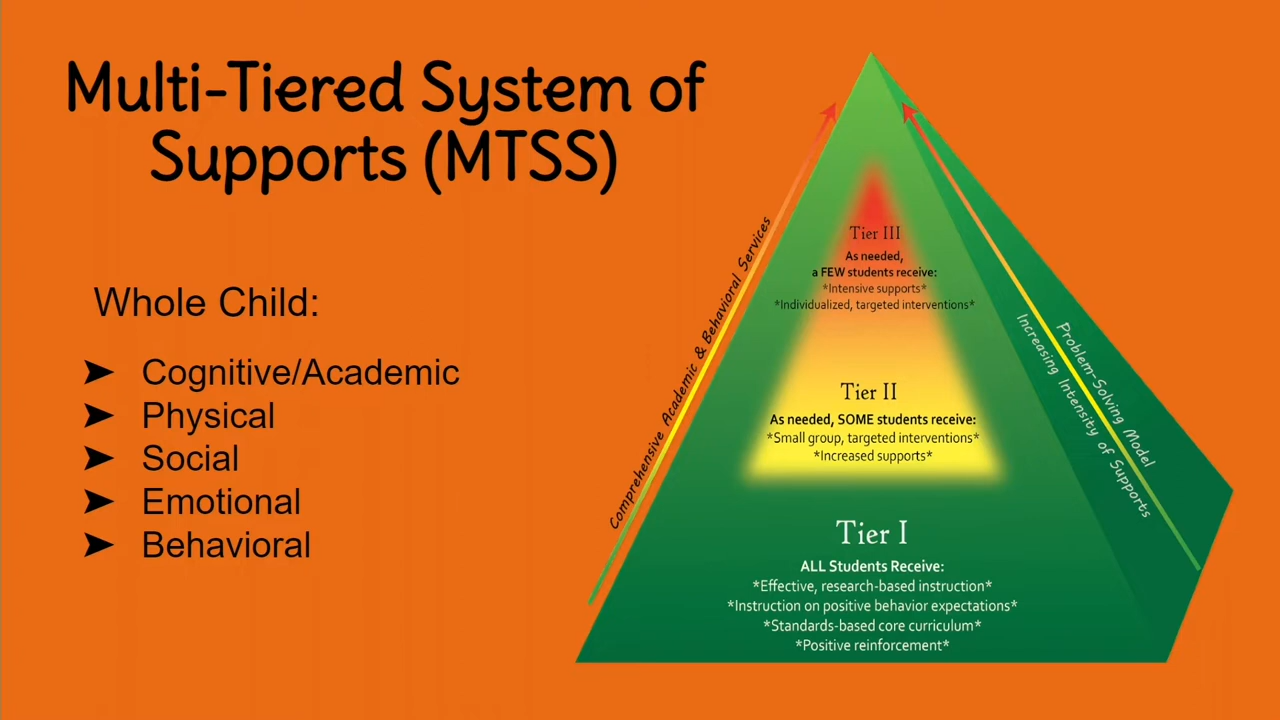 Multi-Tiered System of
Supports (MTSS)
Whole Child:
➤ Cognitive/Academic
➤ Physical
➤ Social
➤ Emotional
➤ Behavioral
Comprehensive Academic & Behavioral Services
Tier III
As needed,
a FEW students receive:
*Intensive supports*
*Individualized, targeted interventions*
Tier II
As needed, SOME students receive:
*Small group, targeted interventions*
*Increased supports*
Tier I
ALL Students Receive:
*Effective, research-based instruction*
*Instruction on positive behavior expectations*
*Standards-based core curriculum*
*Positive reinforcement*
Problem-Solving Model
Increasing Intensity of Supports